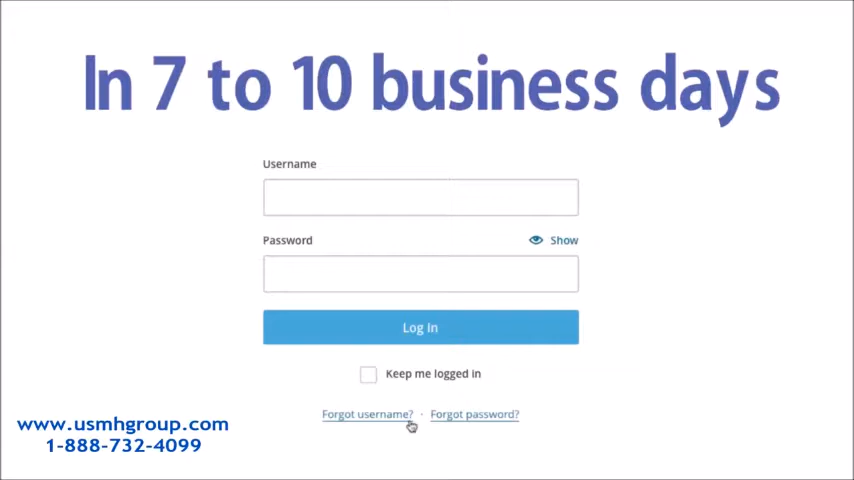 In 7 to 10 business days
Username
Password
Show
Log In
Keep me logged in
Forgot username? · Forgot password?
www.usmhgroup.com
1-888-732-4099